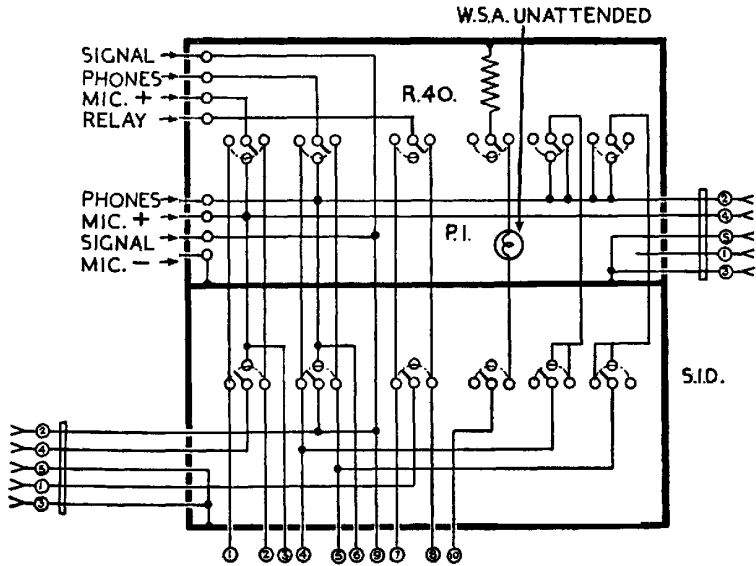 W.S.A. UNATTENDED
SIGNAL
PHONES
MIC. +
RELAY
R.40.
PHONES
MIC. +
SIGNAL
MIC. –
P.I.
②
④
⑤
①
③
S.I.D.
②
④
⑤
①
③
① ② ③ ④ ⑤ ⑥ ⑨ ⑦ ⑧ ⑩